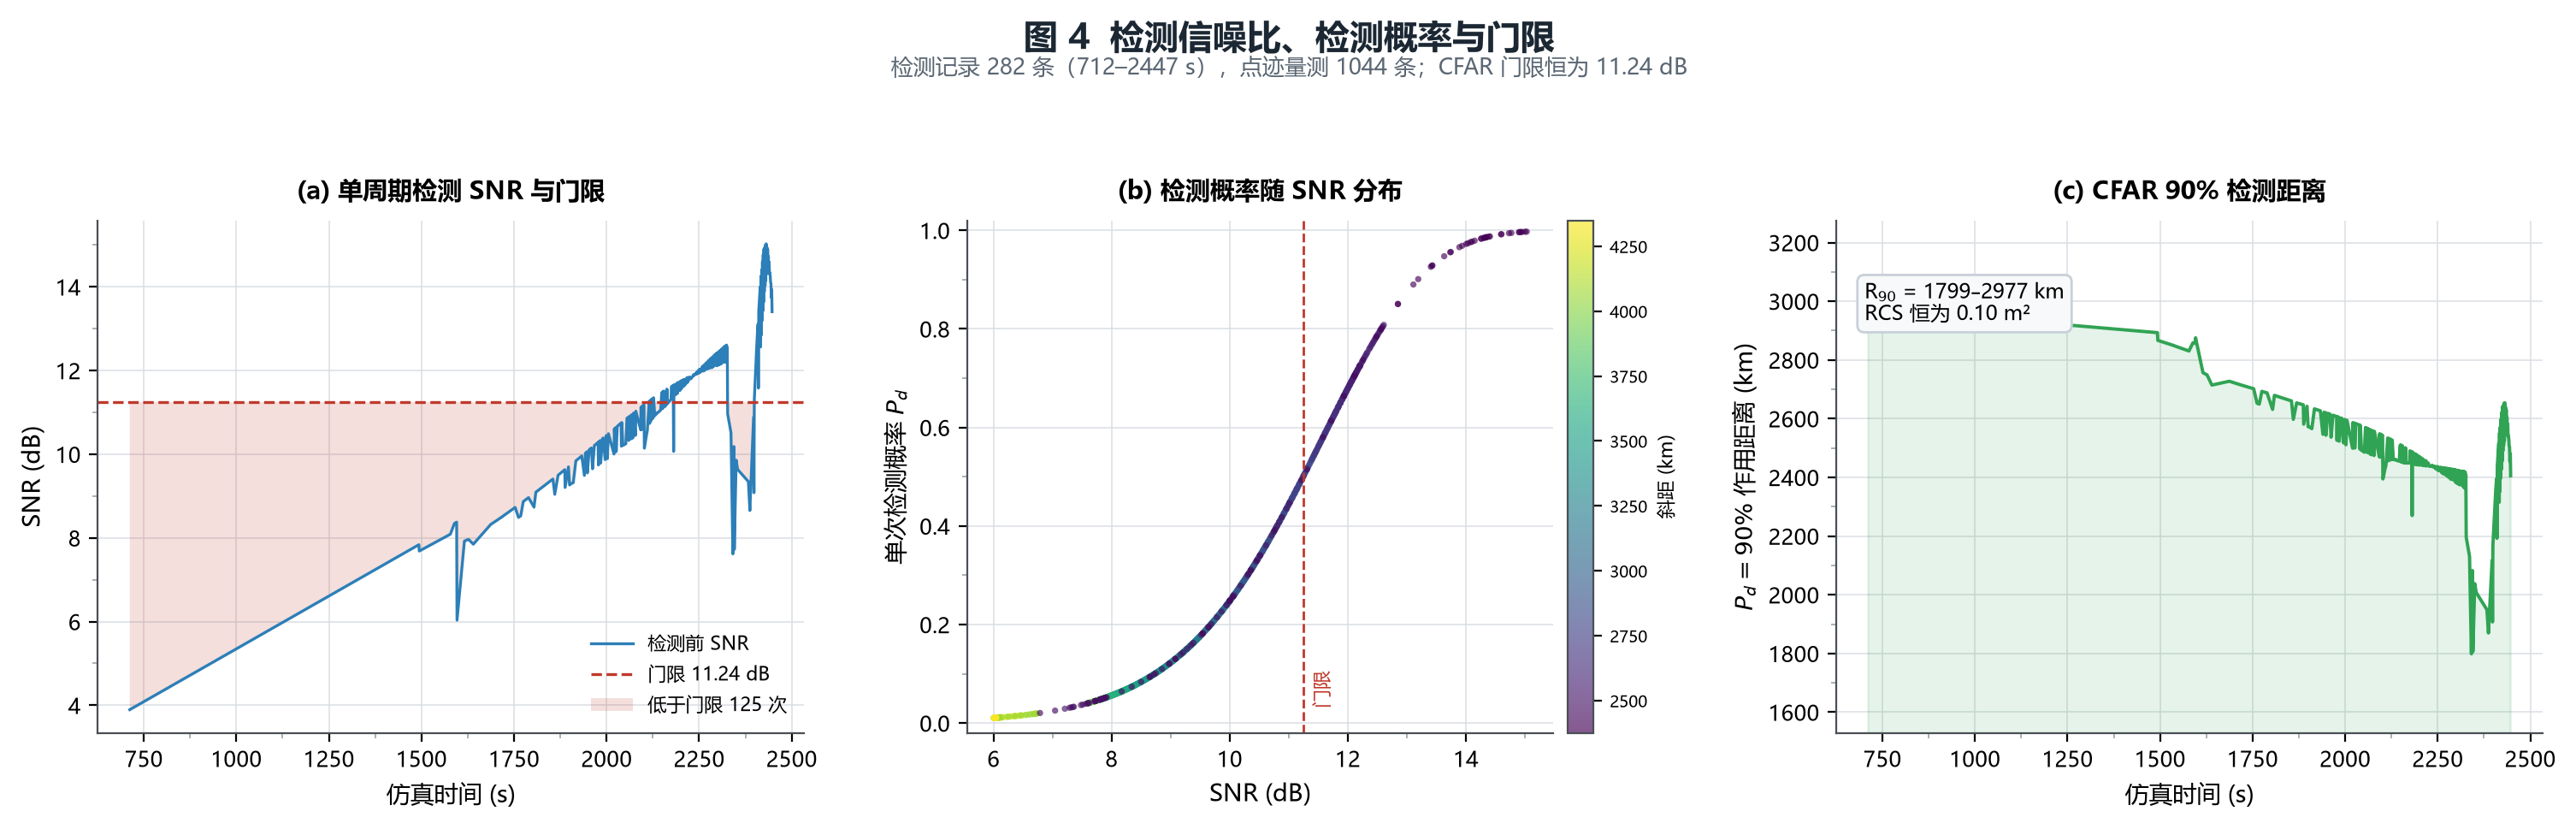 图 4 检测信噪比、检测概率与门限
检测记录 282 条（712–2447 s），点迹量测 1044 条；CFAR 门限恒为 11.24 dB
(a) 单周期检测 SNR 与门限
SNR (dB)
14
12
10
8
6
4
检测前 SNR
门限 11.24 dB
低于门限 125 次
750 1000 1250 1500 1750 2000 2250 2500
仿真时间 (s)
(b) 检测概率随 SNR 分布
单次检测概率 P_d
1.0
0.8
0.6
0.4
0.2
0.0
门限
6 8 10 12 14
SNR (dB)
4250
4000
3750
3500
3250
3000
2750
2500
斜距 (km)
(c) CFAR 90% 检测距离
P_d = 90% 作用距离 (km)
3200
3000
2800
2600
2400
2200
2000
1800
1600
R₉₀ = 1799–2977 km
RCS 恒为 0.10 m²
750 1000 1250 1500 1750 2000 2250 2500
仿真时间 (s)